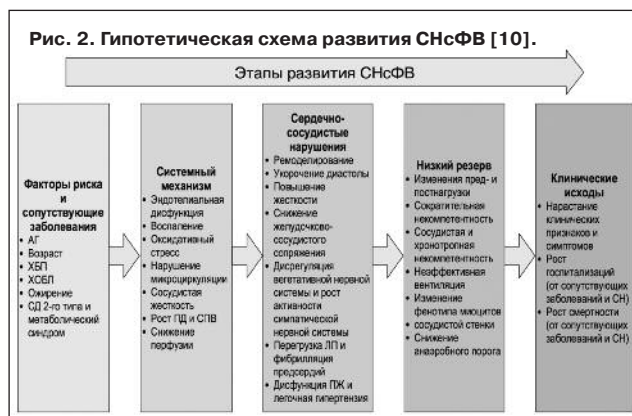 Рис. 2. Гипотетическая схема развития СНсФВ [10].
Этапы развития СНсФВ
Факторы риска
и
сопутствующие
заболевания
• АГ
• Возраст
• ХБП
• ХОБЛ
• Ожирение
• СД 2-го типа и
метаболический
синдром
Системный
механизм
• Эндотелиальная
дисфункция
• Воспаление
• Оксидативный
стресс
• Нарушение
микроциркуляции
• Сосудистая
жесткость
• Рост ПД и СПВ
• Снижение
перфузии
Сердечно-
сосудистые
нарушения
• Ремоделирование
• Укорочение диастолы
• Повышение
жесткости
• Снижение
желудочково-
сосудистого
сопряжения
• Дисрегуляция
вегетативной нервной
системы и рост
активности
симпатической
нервной системы
• Перегрузка ЛП и
фибрилляция
предсердий
• Дисфункция ПЖ и
легочная гипертензия
Низкий резерв
• Изменения пред- и
постнагрузки
• Сократительная
некомпетентность
• Сосудистая и
хронотропная
некомпетентность
• Неэффективная
вентиляция
• Изменение
фенотипа миоцитов
• сосудистой стенки
• Снижение
анаэробного порога
Клинические
исходы
• Нарастание
клинических
признаков и
симптомов
• Рост
госпитализаций
(от сопутствующих
заболеваний и СН)
• Рост смертности
(от сопутствующих
заболеваний и СН)